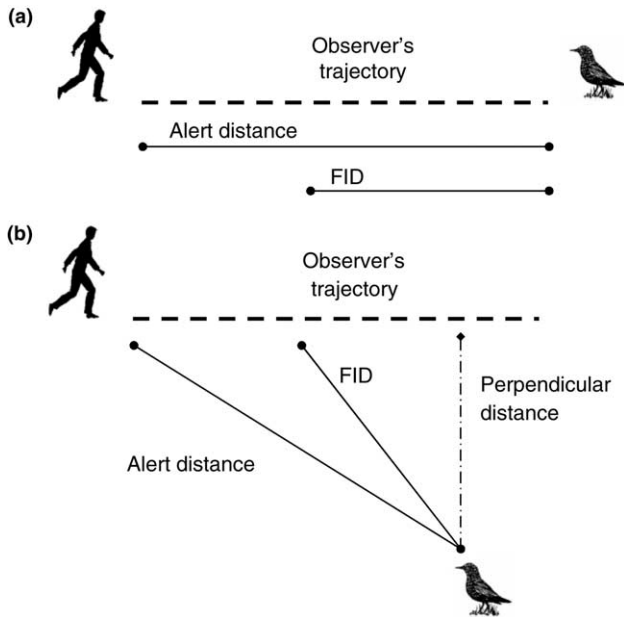 (a)
Observer's
trajectory
Alert distance
FID
(b)
Observer's
trajectory
FID
Perpendicular
distance
Alert distance